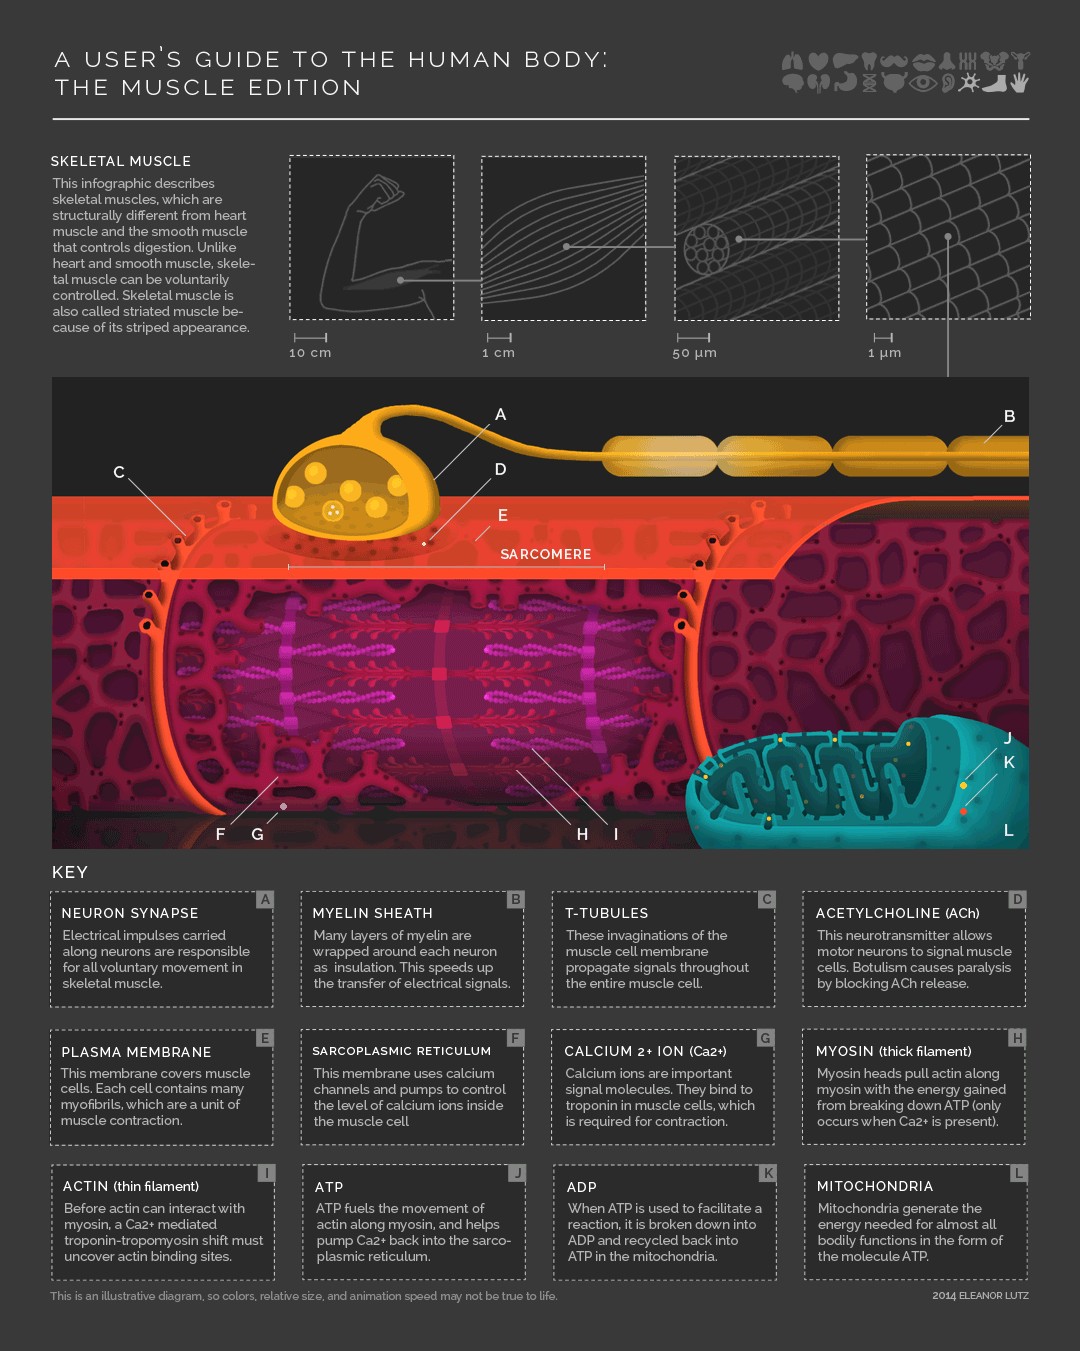 A USER'S GUIDE TO THE HUMAN BODY:
THE MUSCLE EDITION
SKELETAL MUSCLE
This infographic describes
skeletal muscles, which are
structurally different from heart
muscle and the smooth muscle
that controls digestion. Unlike
heart and smooth muscle, skele-
tal muscle can be voluntarily
controlled. Skeletal muscle is
also called striated muscle be-
cause of its striped appearance.
10 cm
1 cm
50 µm
1 µm
A
B
C
D
E
SARCOMERE
J
K
L
F
G
H
I
KEY
A
NEURON SYNAPSE
Electrical impulses carried
along neurons are responsible
for all voluntary movement in
skeletal muscle.
B
MYELIN SHEATH
Many layers of myelin are
wrapped around each neuron
as insulation. This speeds up
the transfer of electrical signals.
C
T-TUBULES
These invaginations of the
muscle cell membrane
propagate signals throughout
the entire muscle cell.
D
ACETYLCHOLINE (ACh)
This neurotransmitter allows
motor neurons to signal muscle
cells. Botulism causes paralysis
by blocking ACh release.
E
PLASMA MEMBRANE
This membrane covers muscle
cells. Each cell contains many
myofibrils, which are a unit of
muscle contraction.
F
SARCOPLASMIC RETICULUM
This membrane uses calcium
channels and pumps to control
the level of calcium ions inside
the muscle cell
G
CALCIUM 2+ ION (Ca2+)
Calcium ions are important
signal molecules. They bind to
troponin in muscle cells, which
is required for contraction.
H
MYOSIN (thick filament)
Myosin heads pull actin along
myosin with the energy gained
from breaking down ATP (only
occurs when Ca2+ is present).
I
ACTIN (thin filament)
Before actin can interact with
myosin, a Ca2+ mediated
troponin-tropomyosin shift must
uncover actin binding sites.
J
ATP
ATP fuels the movement of
actin along myosin, and helps
pump Ca2+ back into the sarco-
plasmic reticulum.
K
ADP
When ATP is used to facilitate a
reaction, it is broken down into
ADP and recycled back into
ATP in the mitochondria.
L
MITOCHONDRIA
Mitochondria generate the
energy needed for almost all
bodily functions in the form of
the molecule ATP.
This is an illustrative diagram, so colors, relative size, and animation speed may not be true to life.
2014 ELEANOR LUTZ